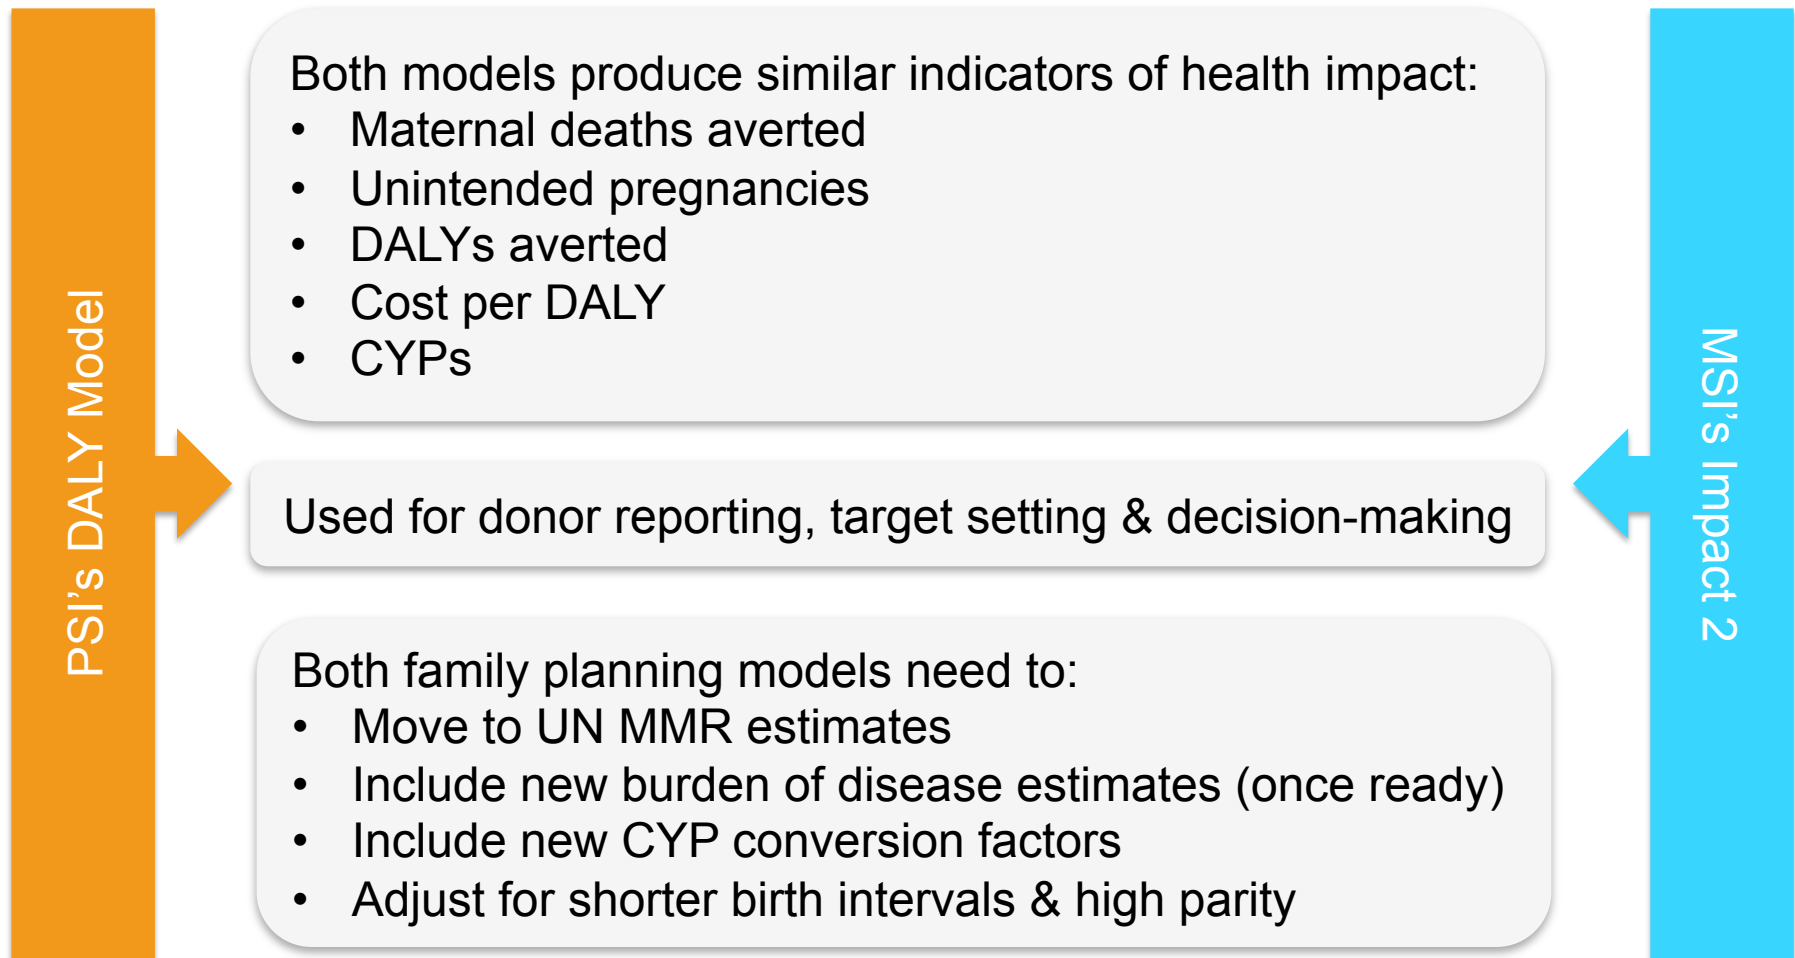 PSI's DALY Model
Both models produce similar indicators of health impact:
• Maternal deaths averted
• Unintended pregnancies
• DALYs averted
• Cost per DALY
• CYPs
Used for donor reporting, target setting & decision-making
Both family planning models need to:
• Move to UN MMR estimates
• Include new burden of disease estimates (once ready)
• Include new CYP conversion factors
• Adjust for shorter birth intervals & high parity
MSI's Impact 2